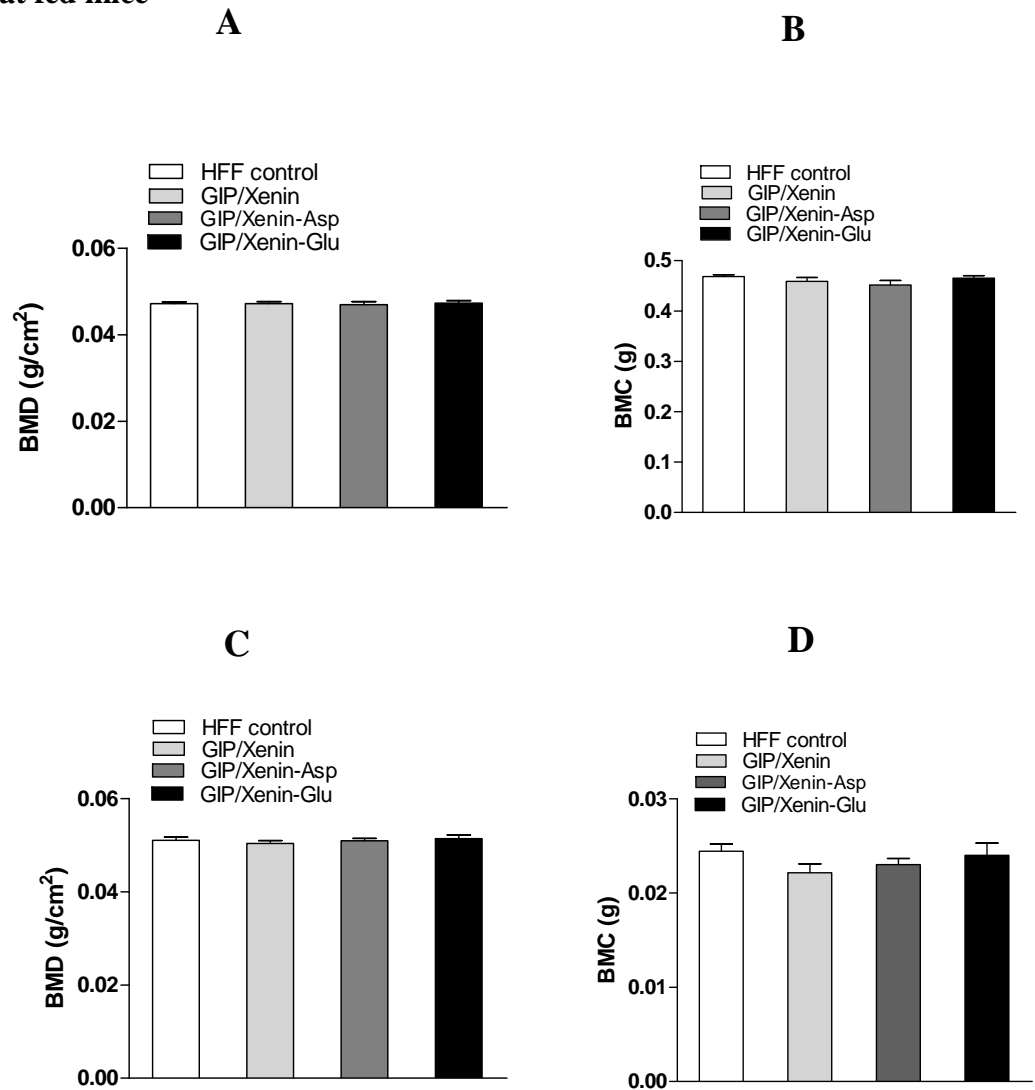 at fed mice
A
HFF control
GIP/Xenin
GIP/Xenin-Asp
GIP/Xenin-Glu
0.06
0.04
0.02
0.00
BMD (g/cm²)
B
HFF control
GIP/Xenin
GIP/Xenin-Asp
GIP/Xenin-Glu
0.5
0.4
0.3
0.2
0.1
0.0
BMC (g)
C
HFF control
GIP/Xenin
GIP/Xenin-Asp
GIP/Xenin-Glu
0.06
0.04
0.02
0.00
BMD (g/cm²)
D
HFF control
GIP/Xenin
GIP/Xenin-Asp
GIP/Xenin-Glu
0.03
0.02
0.01
0.00
BMC (g)